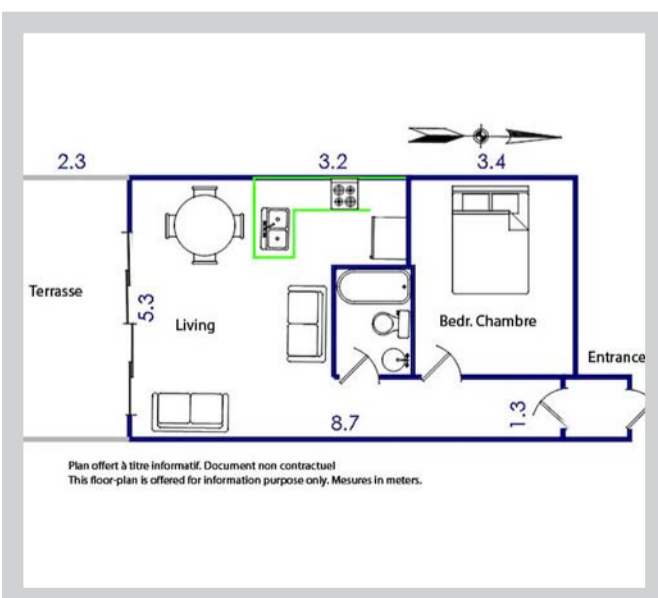 2.3
3.2
3.4
Terrasse
5.3
Living
Bedr. Chambre
Entrance
8.7
1.3
Plan offert à titre informatif. Document non contractuel
This floor-plan is offered for information purpose only. Mesures in meters.